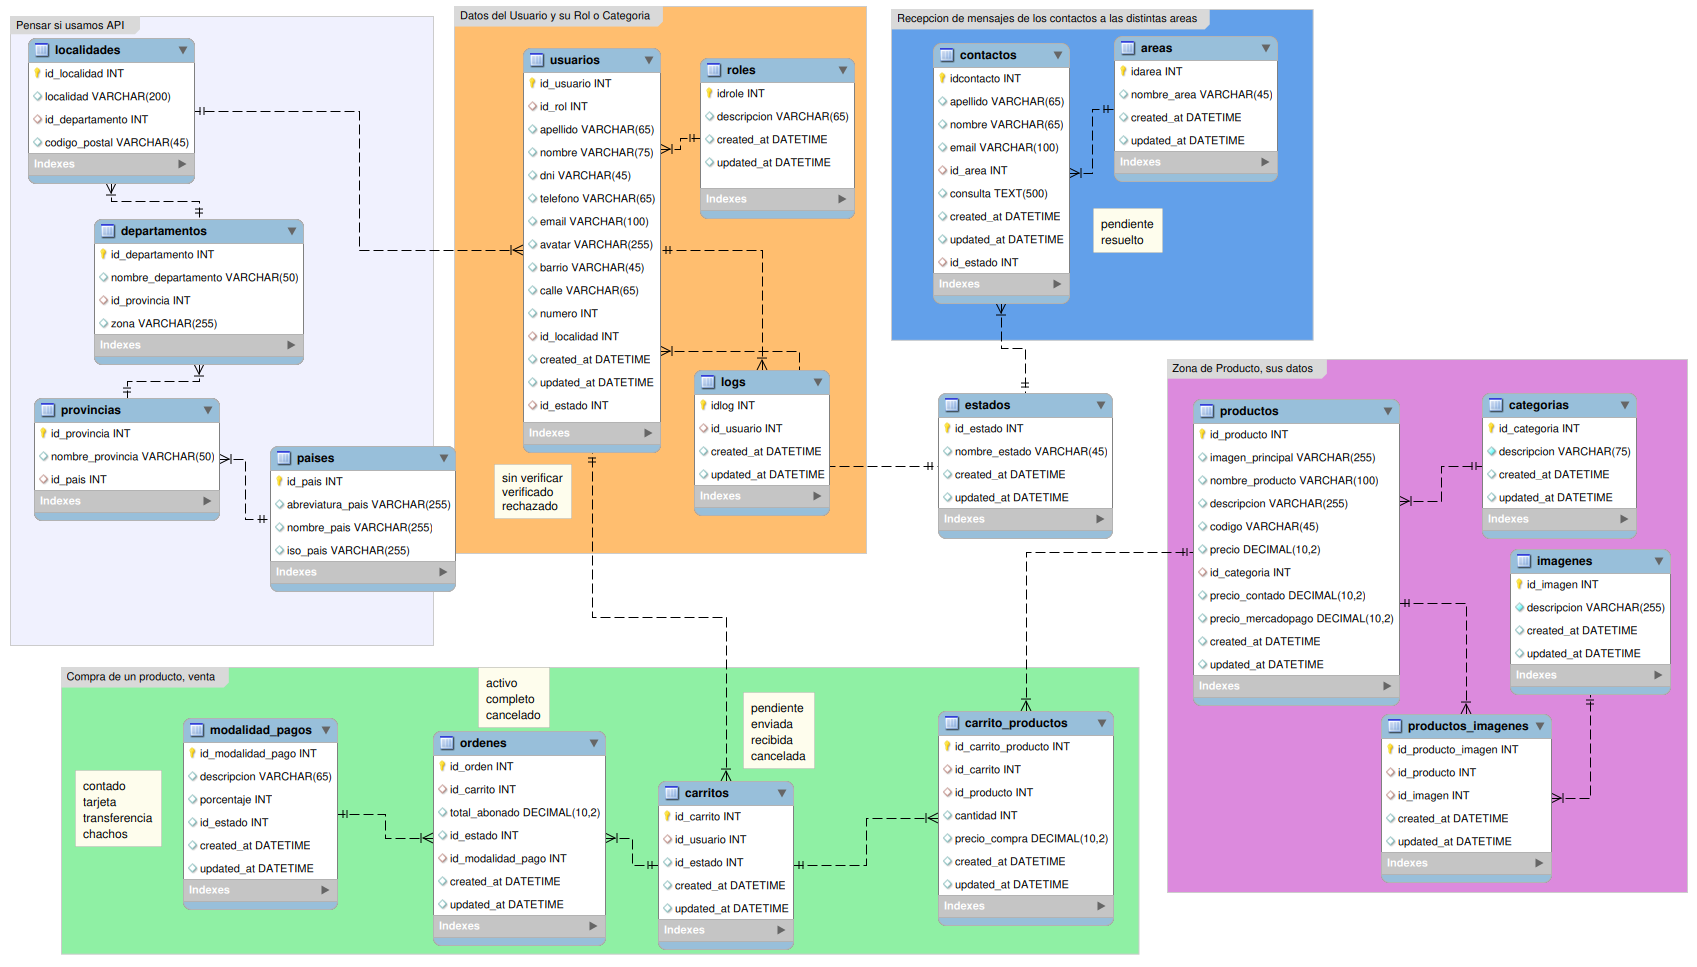 Pensar si usamos API
localidades
id_localidad INT
localidad VARCHAR(200)
id_departamento INT
codigo_postal VARCHAR(45)
Indexes
departamentos
id_departamento INT
nombre_departamento VARCHAR(50)
id_provincia INT
zona VARCHAR(255)
Indexes
provincias
id_provincia INT
nombre_provincia VARCHAR(50)
id_pais INT
Indexes
paises
id_pais INT
abreviatura_pais VARCHAR(255)
nombre_pais VARCHAR(255)
iso_pais VARCHAR(255)
Indexes
Datos del Usuario y su Rol o Categoria
usuarios
id_usuario INT
id_rol INT
apellido VARCHAR(65)
nombre VARCHAR(75)
dni VARCHAR(45)
telefono VARCHAR(65)
email VARCHAR(100)
avatar VARCHAR(255)
barrio VARCHAR(45)
calle VARCHAR(65)
numero INT
id_localidad INT
created_at DATETIME
updated_at DATETIME
id_estado INT
Indexes
roles
idrole INT
descripcion VARCHAR(65)
created_at DATETIME
updated_at DATETIME
Indexes
logs
idlog INT
id_usuario INT
created_at DATETIME
updated_at DATETIME
Indexes
sin verificar
verificado
rechazado
Recepcion de mensajes de los contactos a las distintas areas
contactos
idcontacto INT
apellido VARCHAR(65)
nombre VARCHAR(65)
email VARCHAR(100)
id_area INT
consulta TEXT(500)
created_at DATETIME
updated_at DATETIME
id_estado INT
Indexes
areas
idarea INT
nombre_area VARCHAR(45)
created_at DATETIME
updated_at DATETIME
Indexes
pendiente
resuelto
estados
id_estado INT
nombre_estado VARCHAR(45)
created_at DATETIME
updated_at DATETIME
Indexes
Zona de Producto, sus datos
productos
id_producto INT
imagen_principal VARCHAR(255)
nombre_producto VARCHAR(100)
descripcion VARCHAR(255)
codigo VARCHAR(45)
precio DECIMAL(10,2)
id_categoria INT
precio_contado DECIMAL(10,2)
precio_mercadopago DECIMAL(10,2)
created_at DATETIME
updated_at DATETIME
Indexes
categorias
id_categoria INT
descripcion VARCHAR(75)
created_at DATETIME
updated_at DATETIME
Indexes
imagenes
id_imagen INT
descripcion VARCHAR(255)
created_at DATETIME
updated_at DATETIME
Indexes
productos_imagenes
id_producto_imagen INT
id_producto INT
id_imagen INT
created_at DATETIME
updated_at DATETIME
Indexes
Compra de un producto, venta
contado
tarjeta
transferencia
chachos
modalidad_pagos
id_modalidad_pago INT
descripcion VARCHAR(65)
porcentaje INT
id_estado INT
created_at DATETIME
updated_at DATETIME
Indexes
activo
completo
cancelado
ordenes
id_orden INT
id_carrito INT
total_abonado DECIMAL(10,2)
id_estado INT
id_modalidad_pago INT
created_at DATETIME
updated_at DATETIME
Indexes
pendiente
enviada
recibida
cancelada
carritos
id_carrito INT
id_usuario INT
id_estado INT
created_at DATETIME
updated_at DATETIME
Indexes
carrito_productos
id_carrito_producto INT
id_carrito INT
id_producto INT
cantidad INT
precio_compra DECIMAL(10,2)
created_at DATETIME
updated_at DATETIME
Indexes